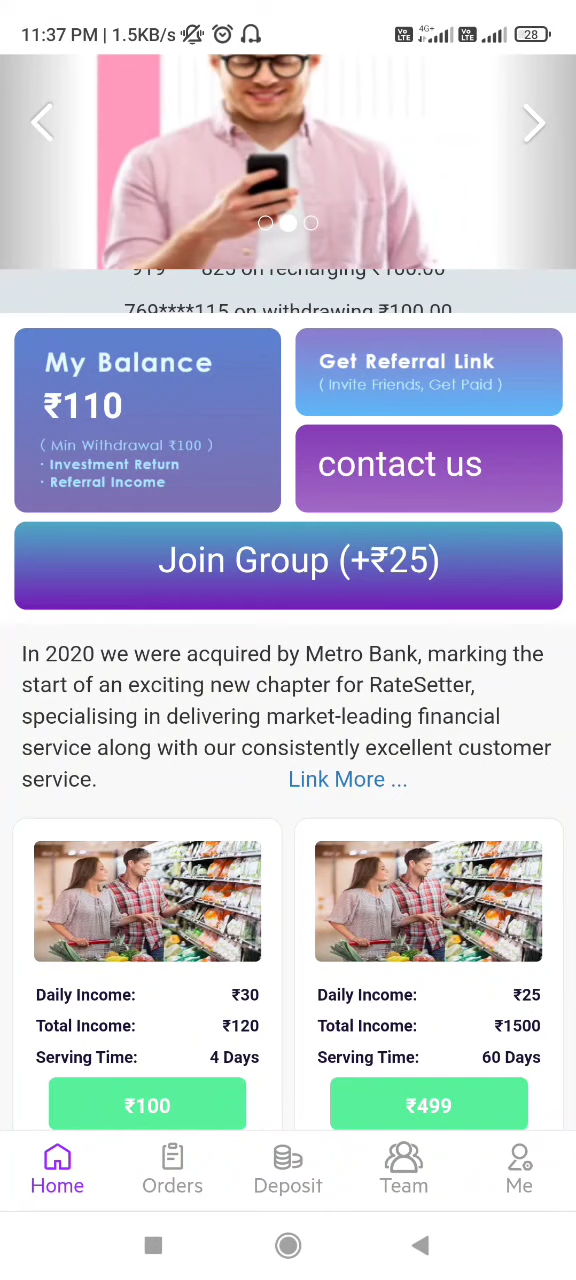 11:37 PM | 1.5KB/s
Vo LTE 4G+ Vo LTE 28
on recharging ₹100.00
769****115 on withdrawing ₹100.00
My Balance
₹110
( Min Withdrawal ₹100 )
· Investment Return
· Referral Income
Get Referral Link
( Invite Friends, Get Paid )
contact us
Join Group (+₹25)
In 2020 we were acquired by Metro Bank, marking the
start of an exciting new chapter for RateSetter,
specialising in delivering market-leading financial
service along with our consistently excellent customer
service. Link More ...
Daily Income: ₹30
Total Income: ₹120
Serving Time: 4 Days
₹100
Daily Income: ₹25
Total Income: ₹1500
Serving Time: 60 Days
₹499
Home
Orders
Deposit
Team
Me